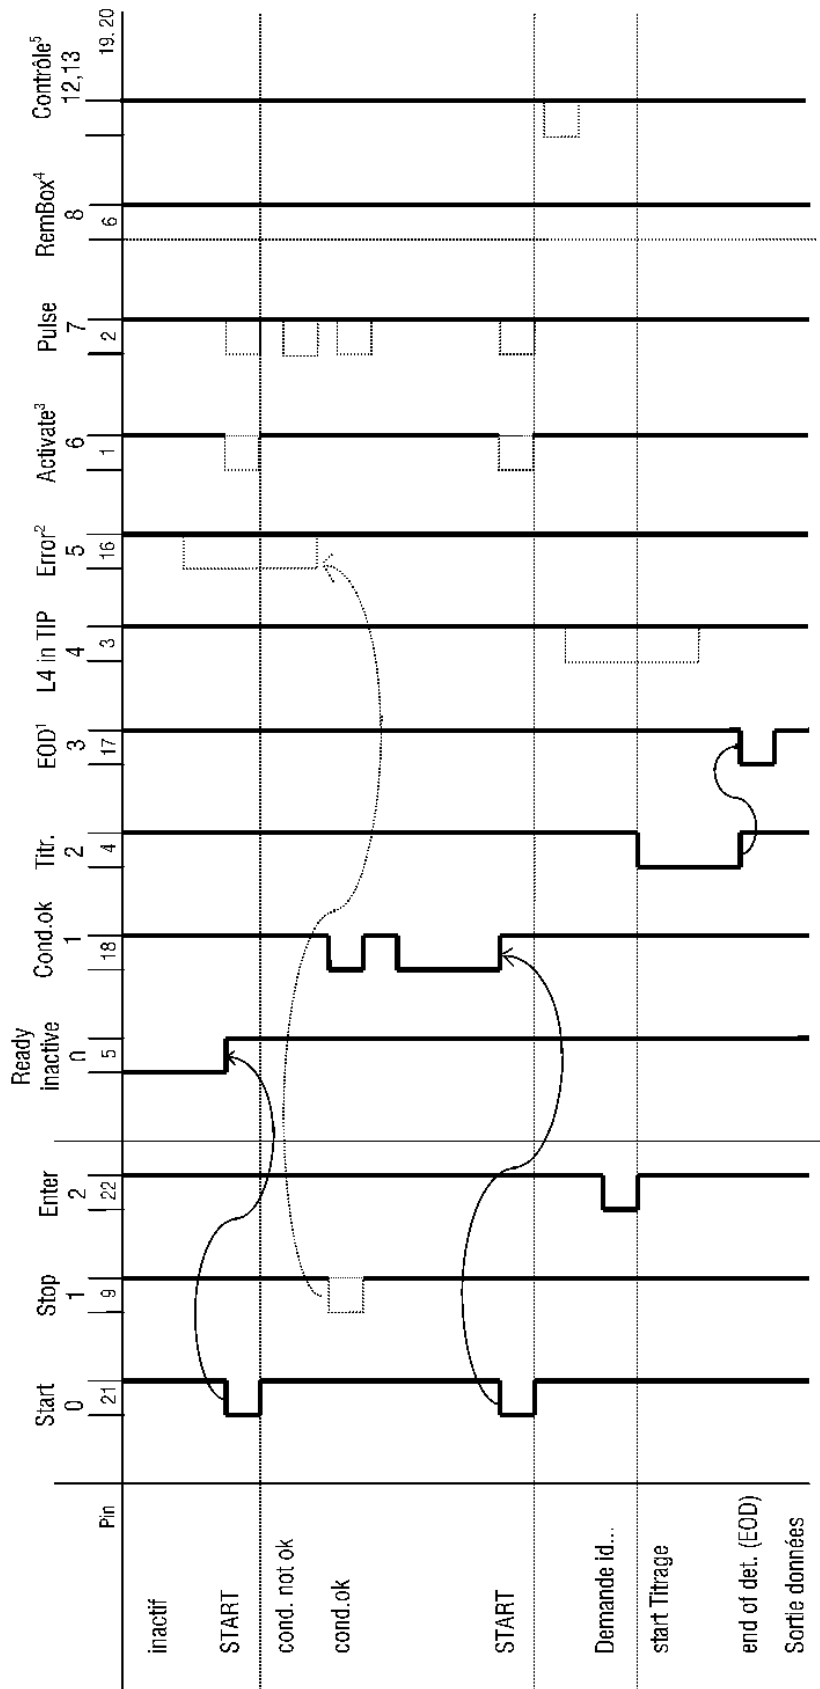 Pin
Start
0
21
Stop
1
9
Enter
2
22
Ready
inactive
0
5
Cond.ok
1
18
Titr.
2
4
EOD¹
3
17
L4 in TIP
4
3
Error²
5
16
Activate³
6
1
Pulse
7
2
RemBox⁴
8
6
Contrôle⁵
12,13
19. 20
inactif
START
cond. not ok
cond.ok
START
Demande id...
start Titrage
end of det. (EOD)
Sortie données